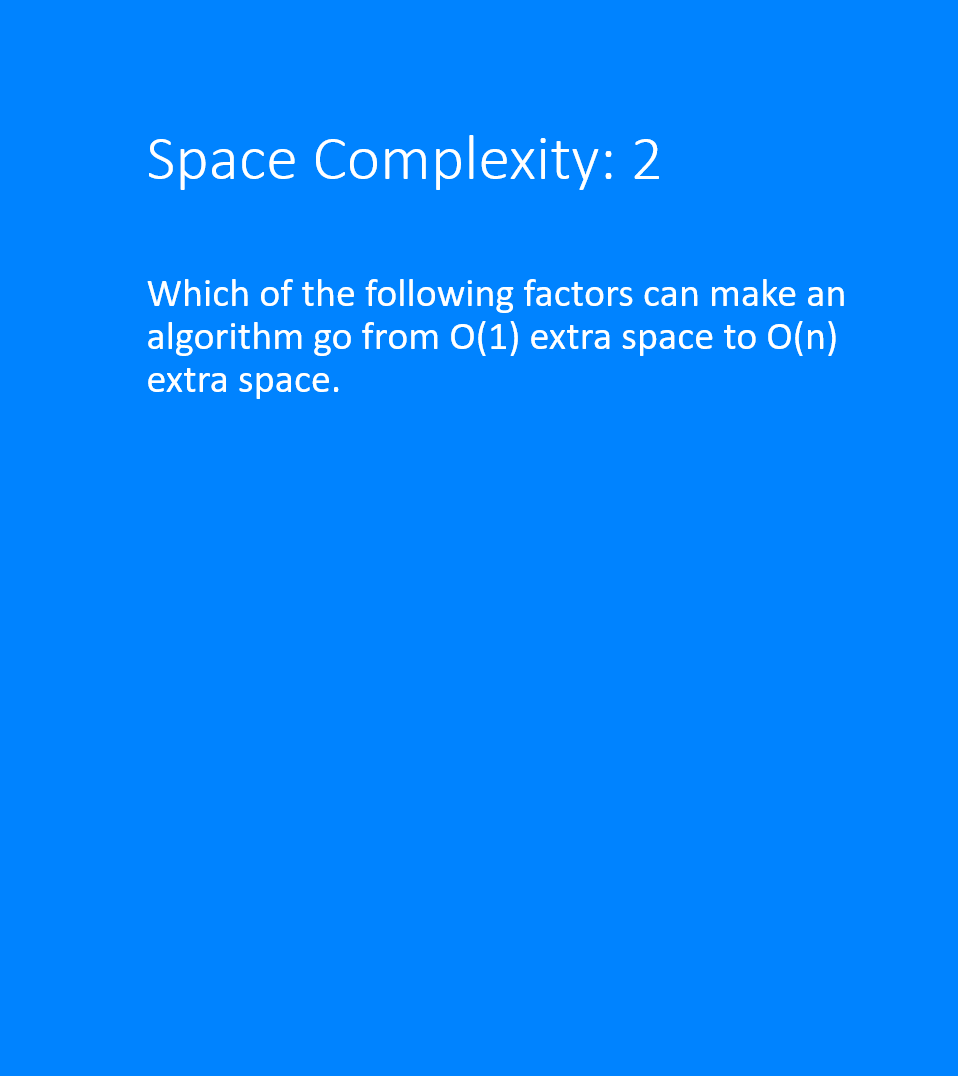 Space Complexity: 2
Which of the following factors can make an
algorithm go from O(1) extra space to O(n)
extra space.